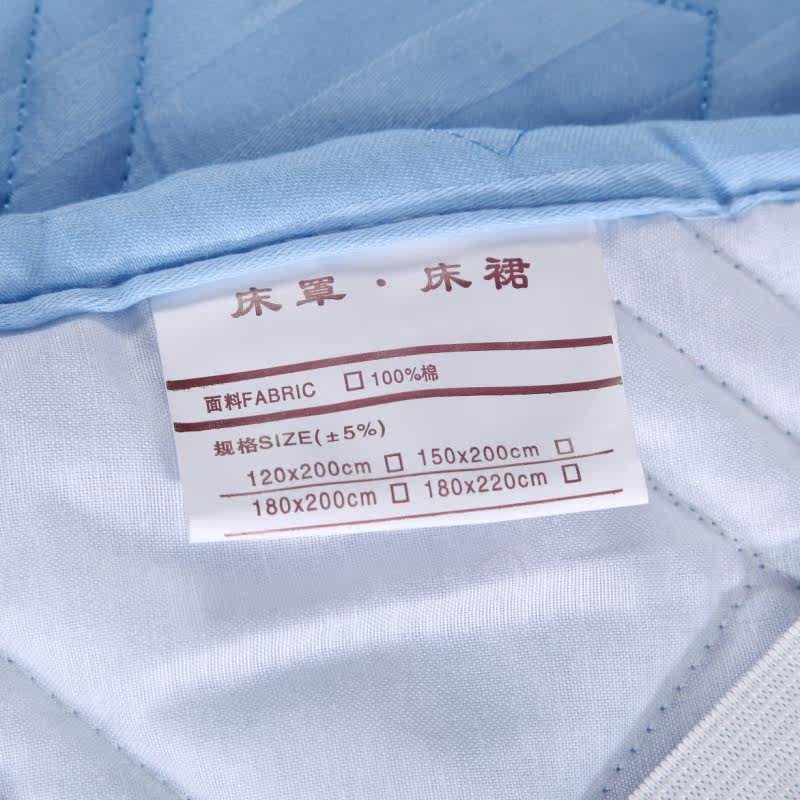 床罩·床裙
面料FABRIC □ 100%棉
规格SIZE(±5%)
120x200cm □ 150x200cm □
180x200cm □ 180x220cm □